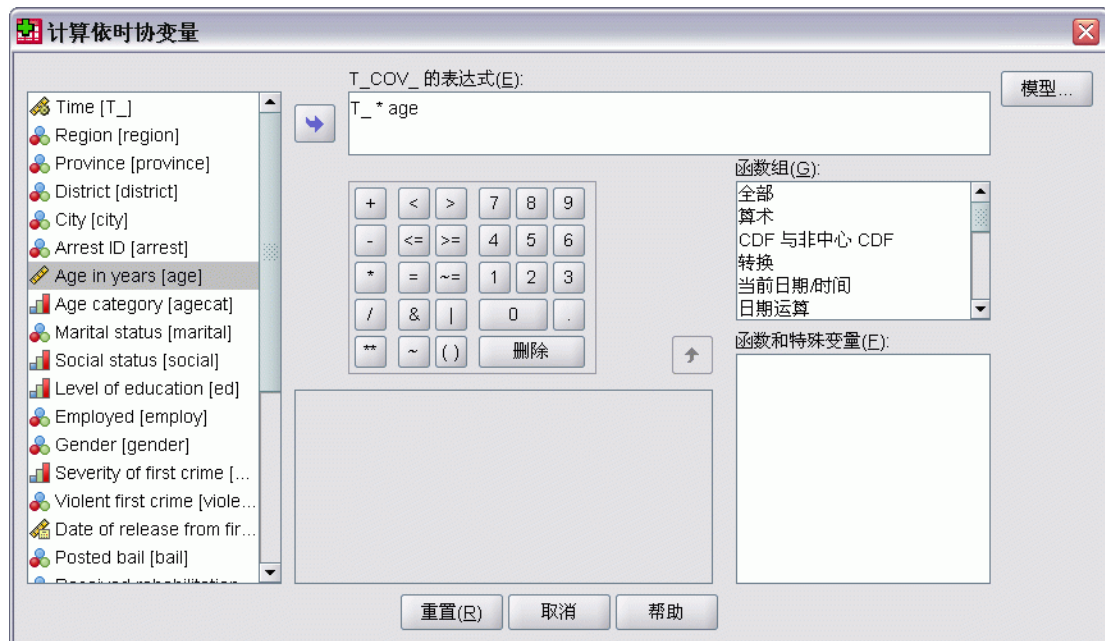 计算依时协变量
T_COV_ 的表达式(E):
T_* age
模型...
Time [T_]
Region [region]
Province [province]
District [district]
City [city]
Arrest ID [arrest]
Age in years [age]
Age category [agecat]
Marital status [marital]
Social status [social]
Level of education [ed]
Employed [employ]
Gender [gender]
Severity of first crime [...
Violent first crime [viole...
Date of release from fir...
Posted bail [bail]
+ < > 7 8 9
- <= >= 4 5 6
* = ~= 1 2 3
/ & | 0 .
** ~ ( ) 删除
函数组(G):
全部
算术
CDF 与非中心 CDF
转换
当前日期/时间
日期运算
函数和特殊变量(F):
重置(R) 取消 帮助